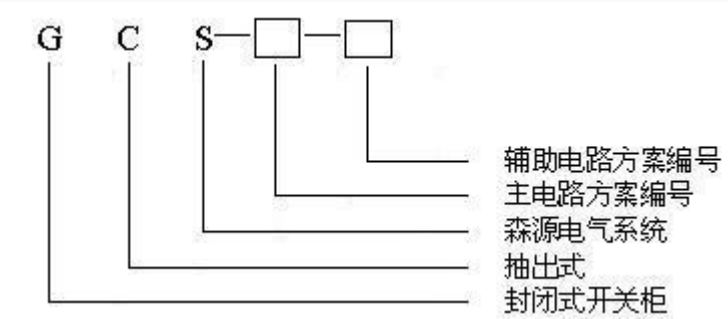 G C S—□—□
辅助电路方案编号
主电路方案编号
森源电气系统
抽出式
封闭式开关柜